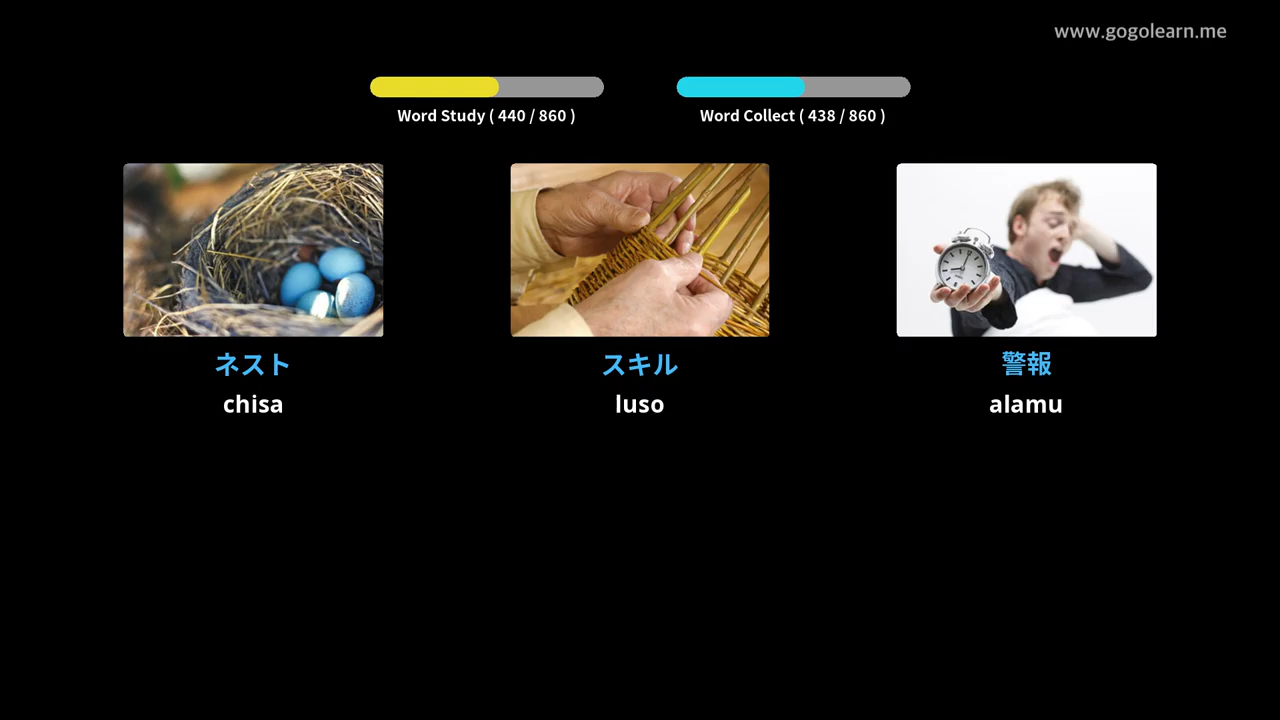 www.gogolearn.me
Word Study ( 440 / 860 )
Word Collect ( 438 / 860 )
ネスト
chisa
スキル
luso
警報
alamu